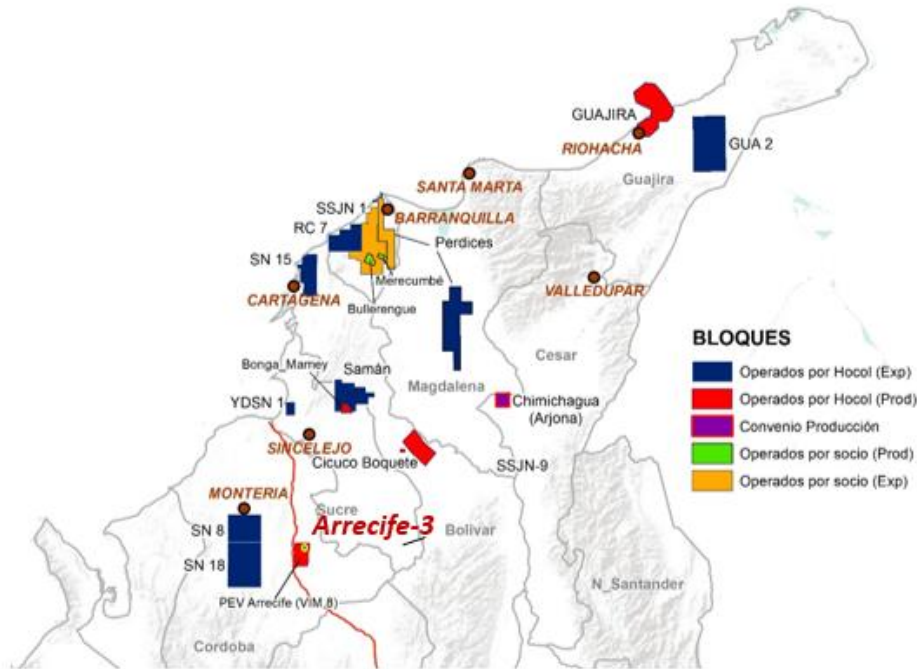 GUAJIRA
RIOHACHA
GUA 2
Guajira
SANTA MARTA
SSJN 1
BARRANQUILLA
RC 7
Perdices
SN 15
Merecumbé
VALLEDUPAR
CARTAGENA
Bullerengue
BLOQUES
Cesar
Bonga_Mamey
Samán
Operados por Hocol (Exp)
Magdalena
Operados por Hocol (Prod)
YDSN 1
Chimichagua
(Arjona)
Convenio Producción
SINCELEJO
Operados por socio (Prod)
Cicuco Boquete
SSJN-9
Operados por socio (Exp)
MONTERIA
Sucre
Arrecife-3
Bolivar
SN 8
SN 18
N_Santander
PEV Arrecife (VIM 8)
Cordoba